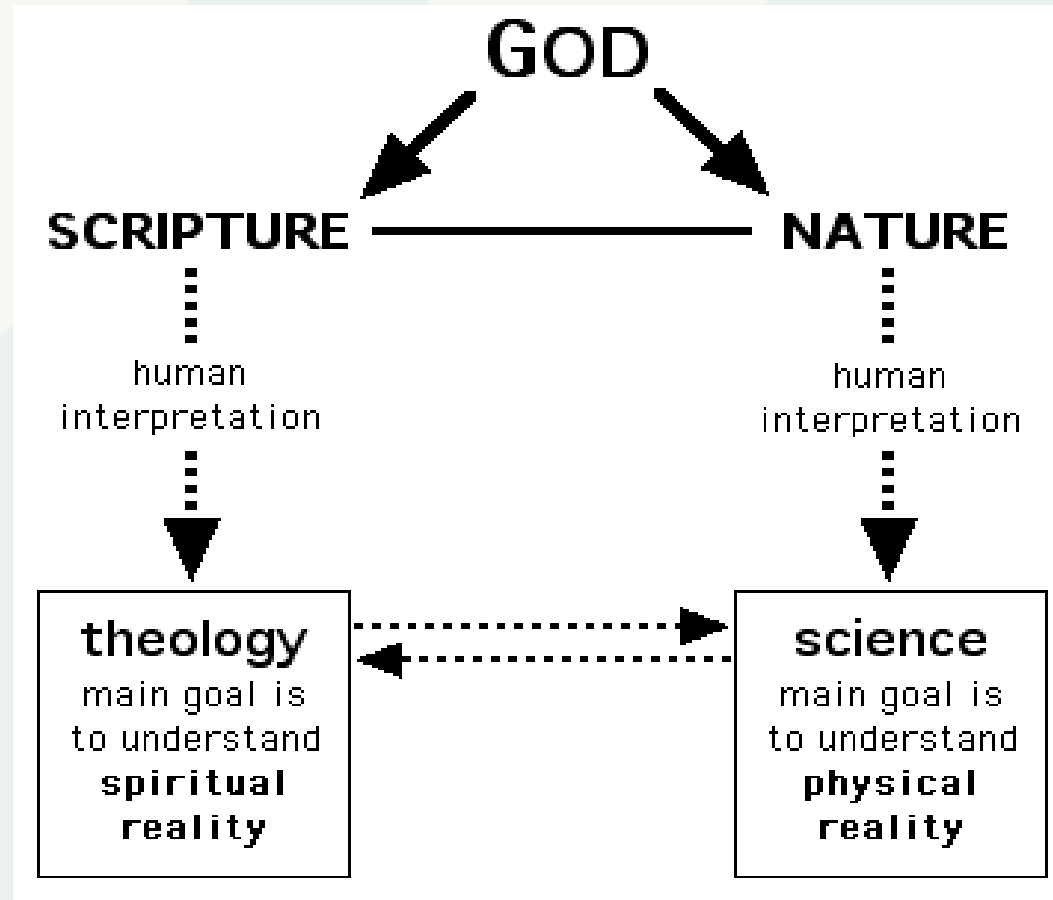 GOD
SCRIPTURE
NATURE
human
interpretation
human
interpretation
theology
main goal is
to understand
spiritual
reality
science
main goal is
to understand
physical
reality